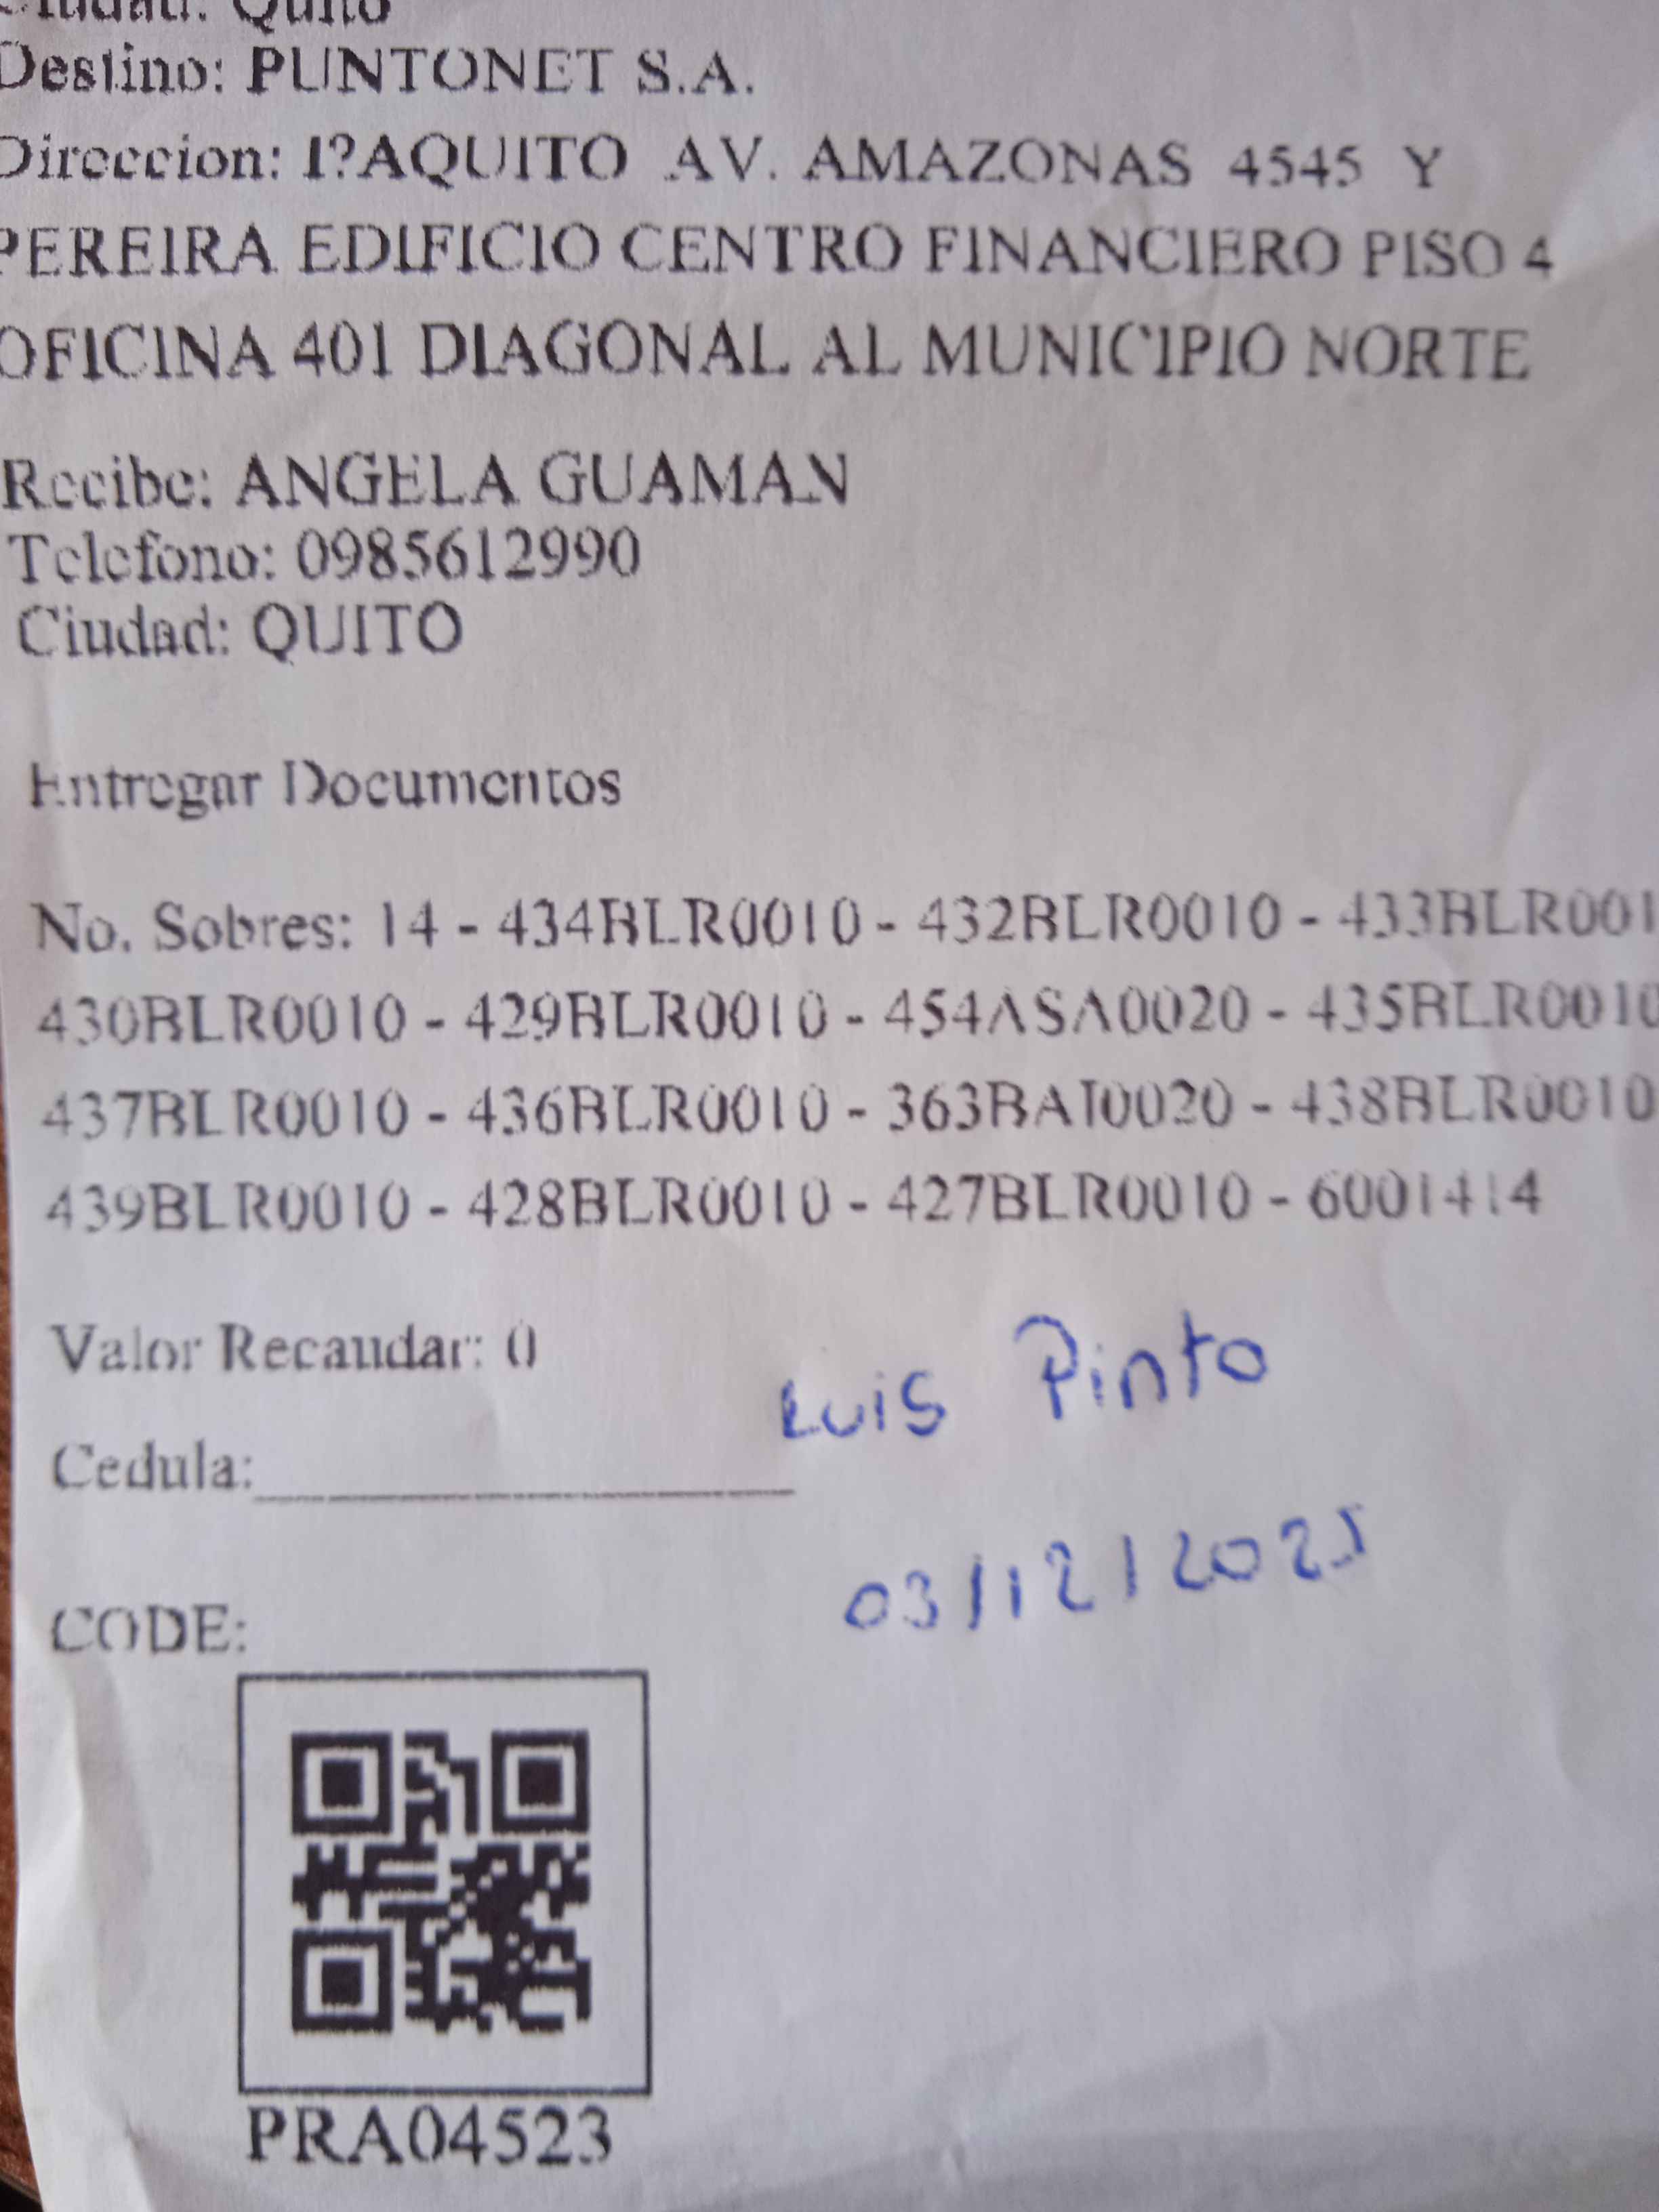 Ciudad: Quito
Destino: PUNTONET S.A.
Direccion: I?AQUITO AV. AMAZONAS 4545 Y
PEREIRA EDIFICIO CENTRO FINANCIERO PISO 4
OFICINA 401 DIAGONAL AL MUNICIPIO NORTE
Recibe: ANGELA GUAMAN
Telefono: 0985612990
Ciudad: QUITO
Entregar Documentos
No. Sobres: 14 - 434BLR0010 - 432BLR0010 - 433BLR001
430BLR0010 - 429BLR0010 - 454ASA0020 - 435BLR0010
437BLR0010 - 436BLR0010 - 363BAI0020 - 438BLR0010
439BLR0010 - 428BLR0010 - 427BLR0010 - 6001414
Valor Recaudar: 0
Luis Pinto
Cedula:
03/12/2025
CODE:
PRA04523